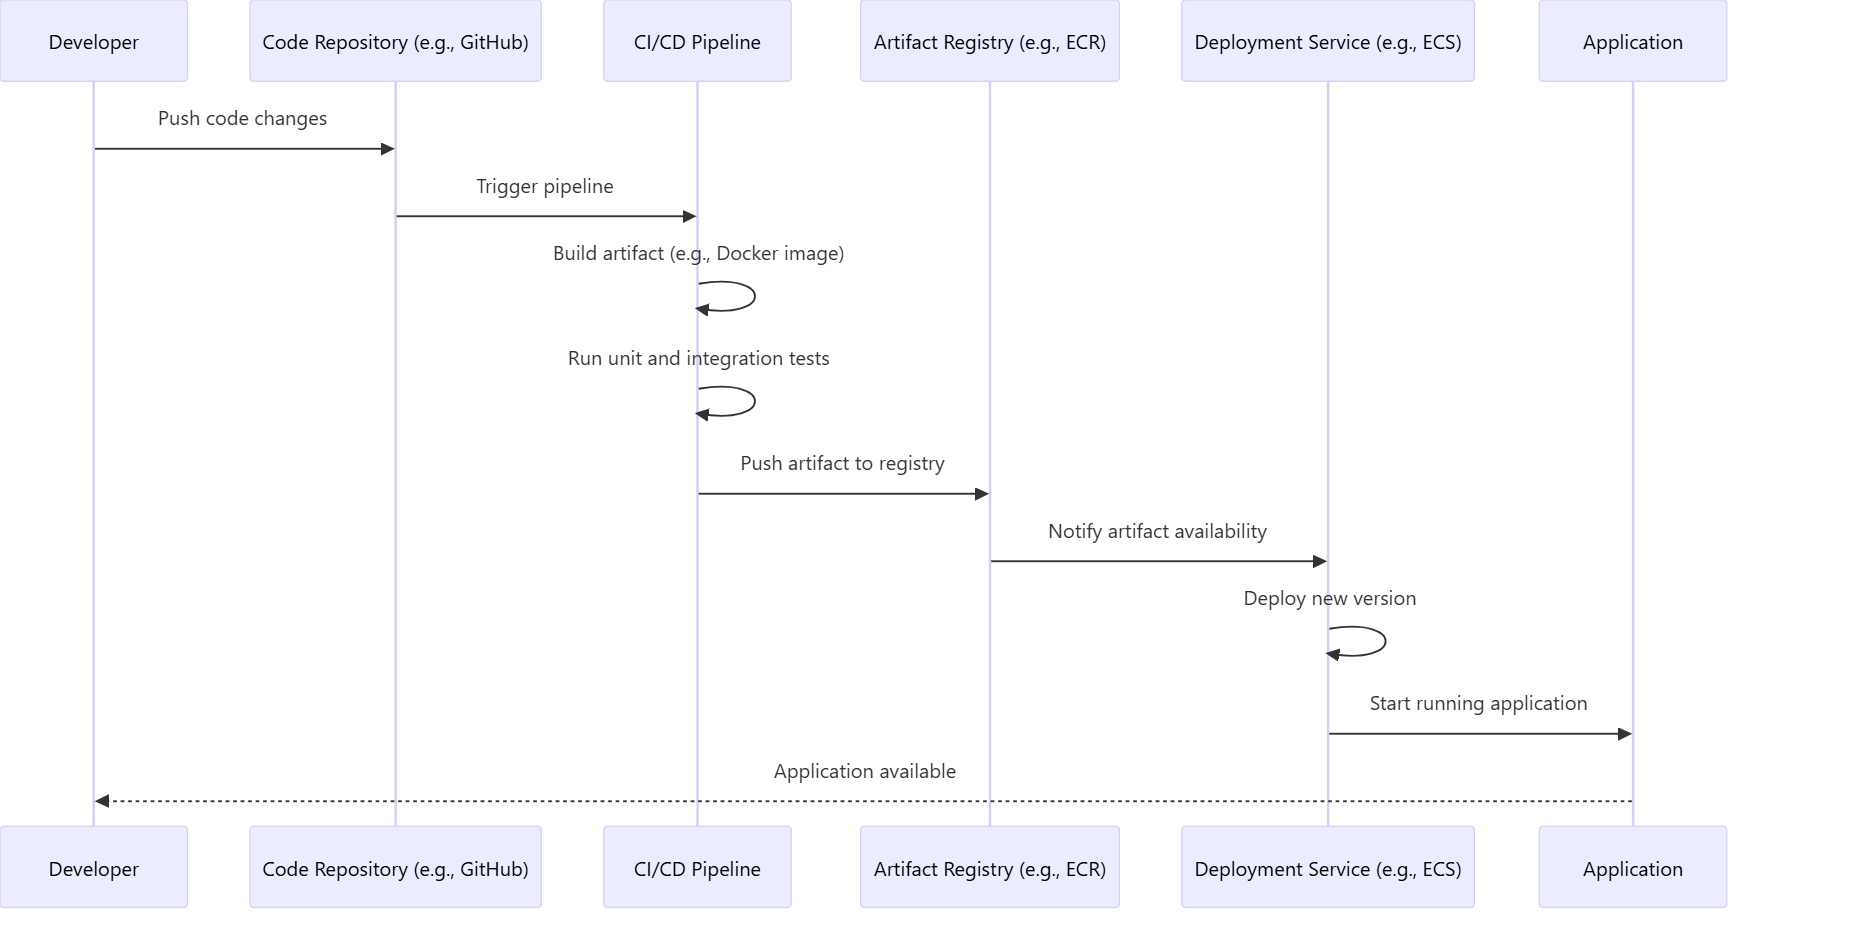 Developer
Code Repository (e.g., GitHub)
CI/CD Pipeline
Artifact Registry (e.g., ECR)
Deployment Service (e.g., ECS)
Application
Push code changes
Trigger pipeline
Build artifact (e.g., Docker image)
Run unit and integration tests
Push artifact to registry
Notify artifact availability
Deploy new version
Start running application
Application available
Developer
Code Repository (e.g., GitHub)
CI/CD Pipeline
Artifact Registry (e.g., ECR)
Deployment Service (e.g., ECS)
Application